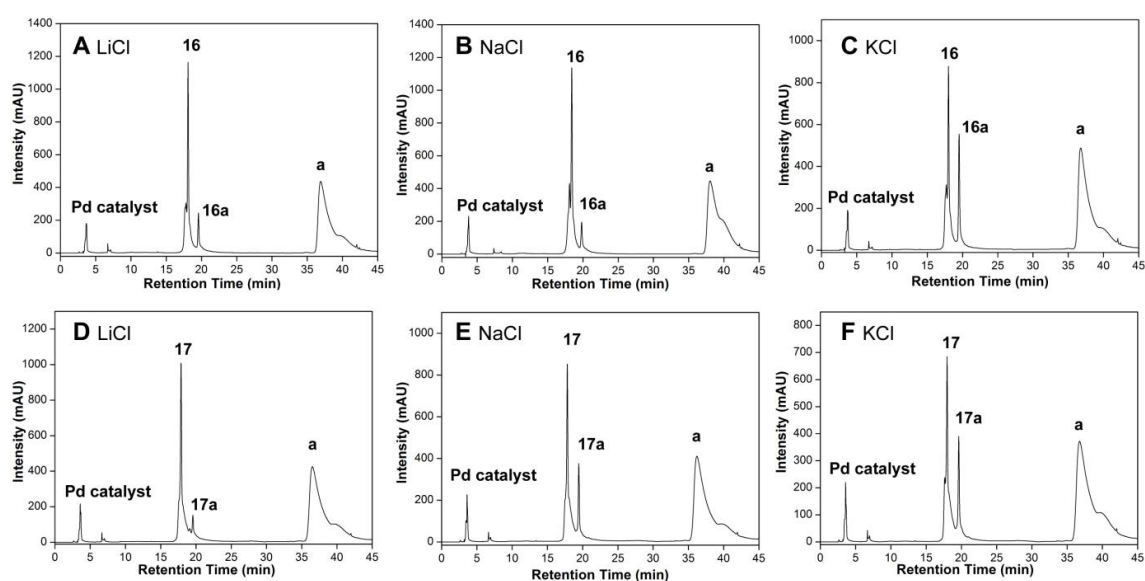 A LiCl
16
16a
Pd catalyst
a
Intensity (mAU)
0
200
400
600
800
1000
1200
1400
0 5 10 15 20 25 30 35 40 45
Retention Time (min)
B NaCl
16
16a
Pd catalyst
a
Intensity (mAU)
0
200
400
600
800
1000
1200
1400
0 5 10 15 20 25 30 35 40 45
Retention Time (min)
C KCl
16
16a
Pd catalyst
a
Intensity (mAU)
0
200
400
600
800
1000
0 5 10 15 20 25 30 35 40 45
Retention Time (min)
D LiCl
17
17a
Pd catalyst
a
Intensity (mAU)
0
200
400
600
800
1000
1200
0 5 10 15 20 25 30 35 40 45
Retention Time (min)
E NaCl
17
17a
Pd catalyst
a
Intensity (mAU)
0
200
400
600
800
1000
0 5 10 15 20 25 30 35 40 45
Retention Time (min)
F KCl
17
17a
Pd catalyst
a
Intensity (mAU)
0
100
200
300
400
500
600
700
800
0 5 10 15 20 25 30 35 40 45
Retention Time (min)